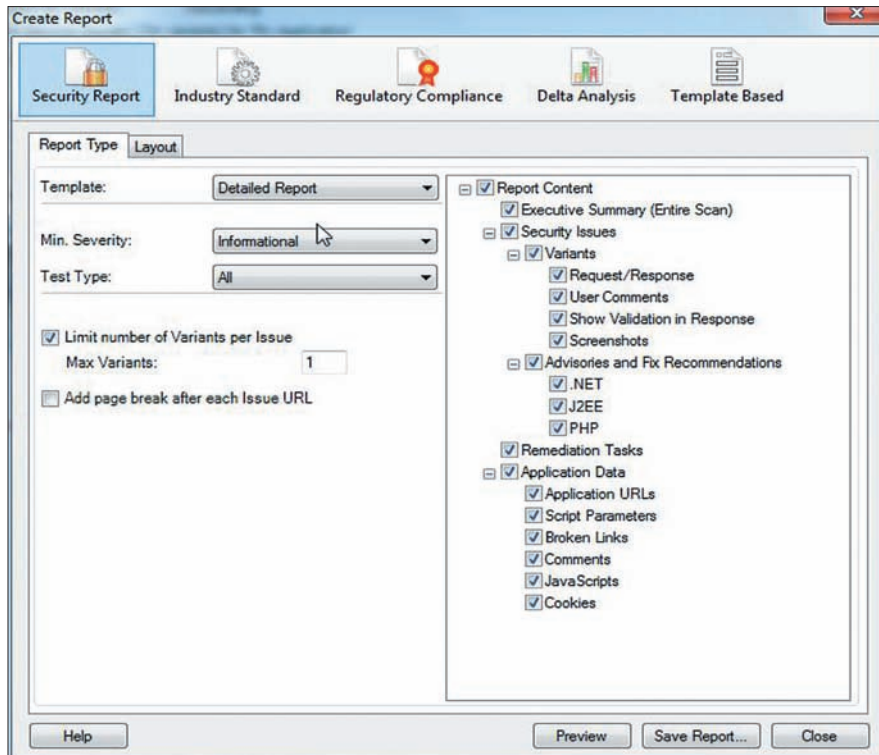 Create Report
Security Report
Industry Standard
Regulatory Compliance
Delta Analysis
Template Based
Report Type
Layout
Template:
Detailed Report
Min. Severity:
Informational
Test Type:
All
Limit number of Variants per Issue
Max Variants:
1
Add page break after each Issue URL
Report Content
Executive Summary (Entire Scan)
Security Issues
Variants
Request/Response
User Comments
Show Validation in Response
Screenshots
Advisories and Fix Recommendations
.NET
J2EE
PHP
Remediation Tasks
Application Data
Application URLs
Script Parameters
Broken Links
Comments
JavaScripts
Cookies
Help
Preview
Save Report...
Close